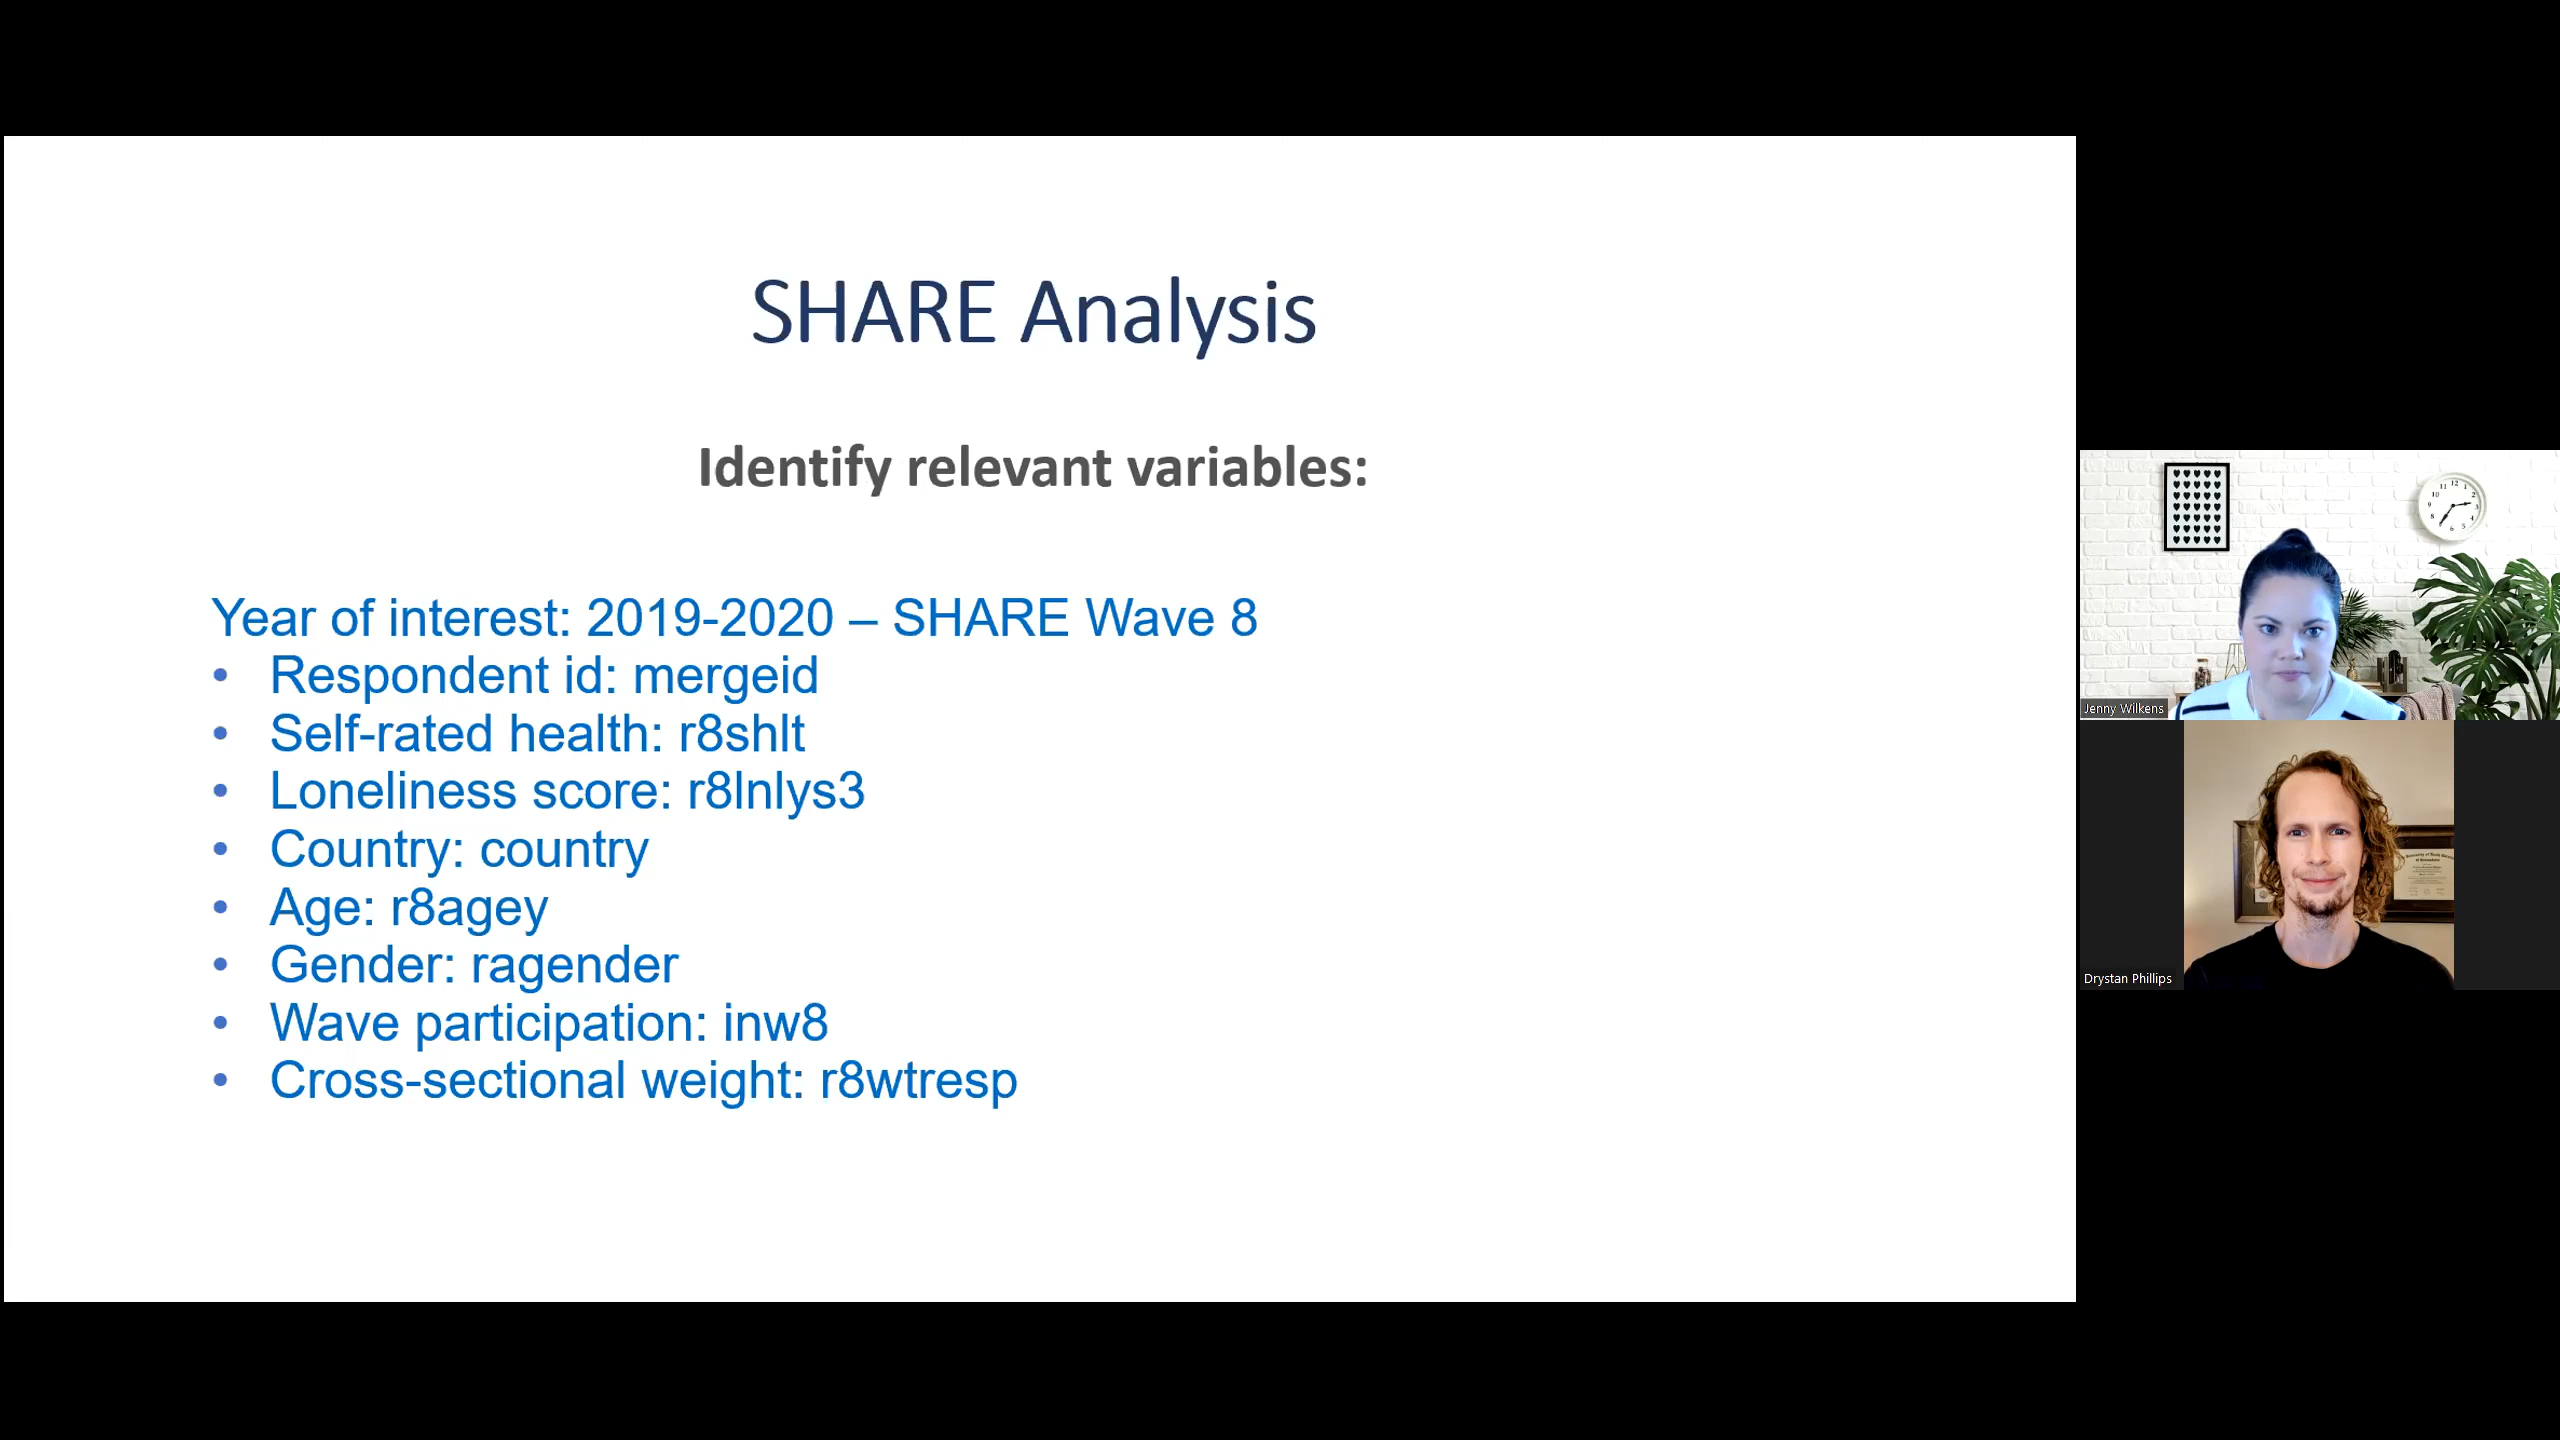 SHARE Analysis
Identify relevant variables:
Year of interest: 2019-2020 – SHARE Wave 8
• Respondent id: mergeid
• Self-rated health: r8shlt
• Loneliness score: r8lnlys3
• Country: country
• Age: r8agey
• Gender: ragender
• Wave participation: inw8
• Cross-sectional weight: r8wtresp
Jenny Wilkens
Drystan Phillips